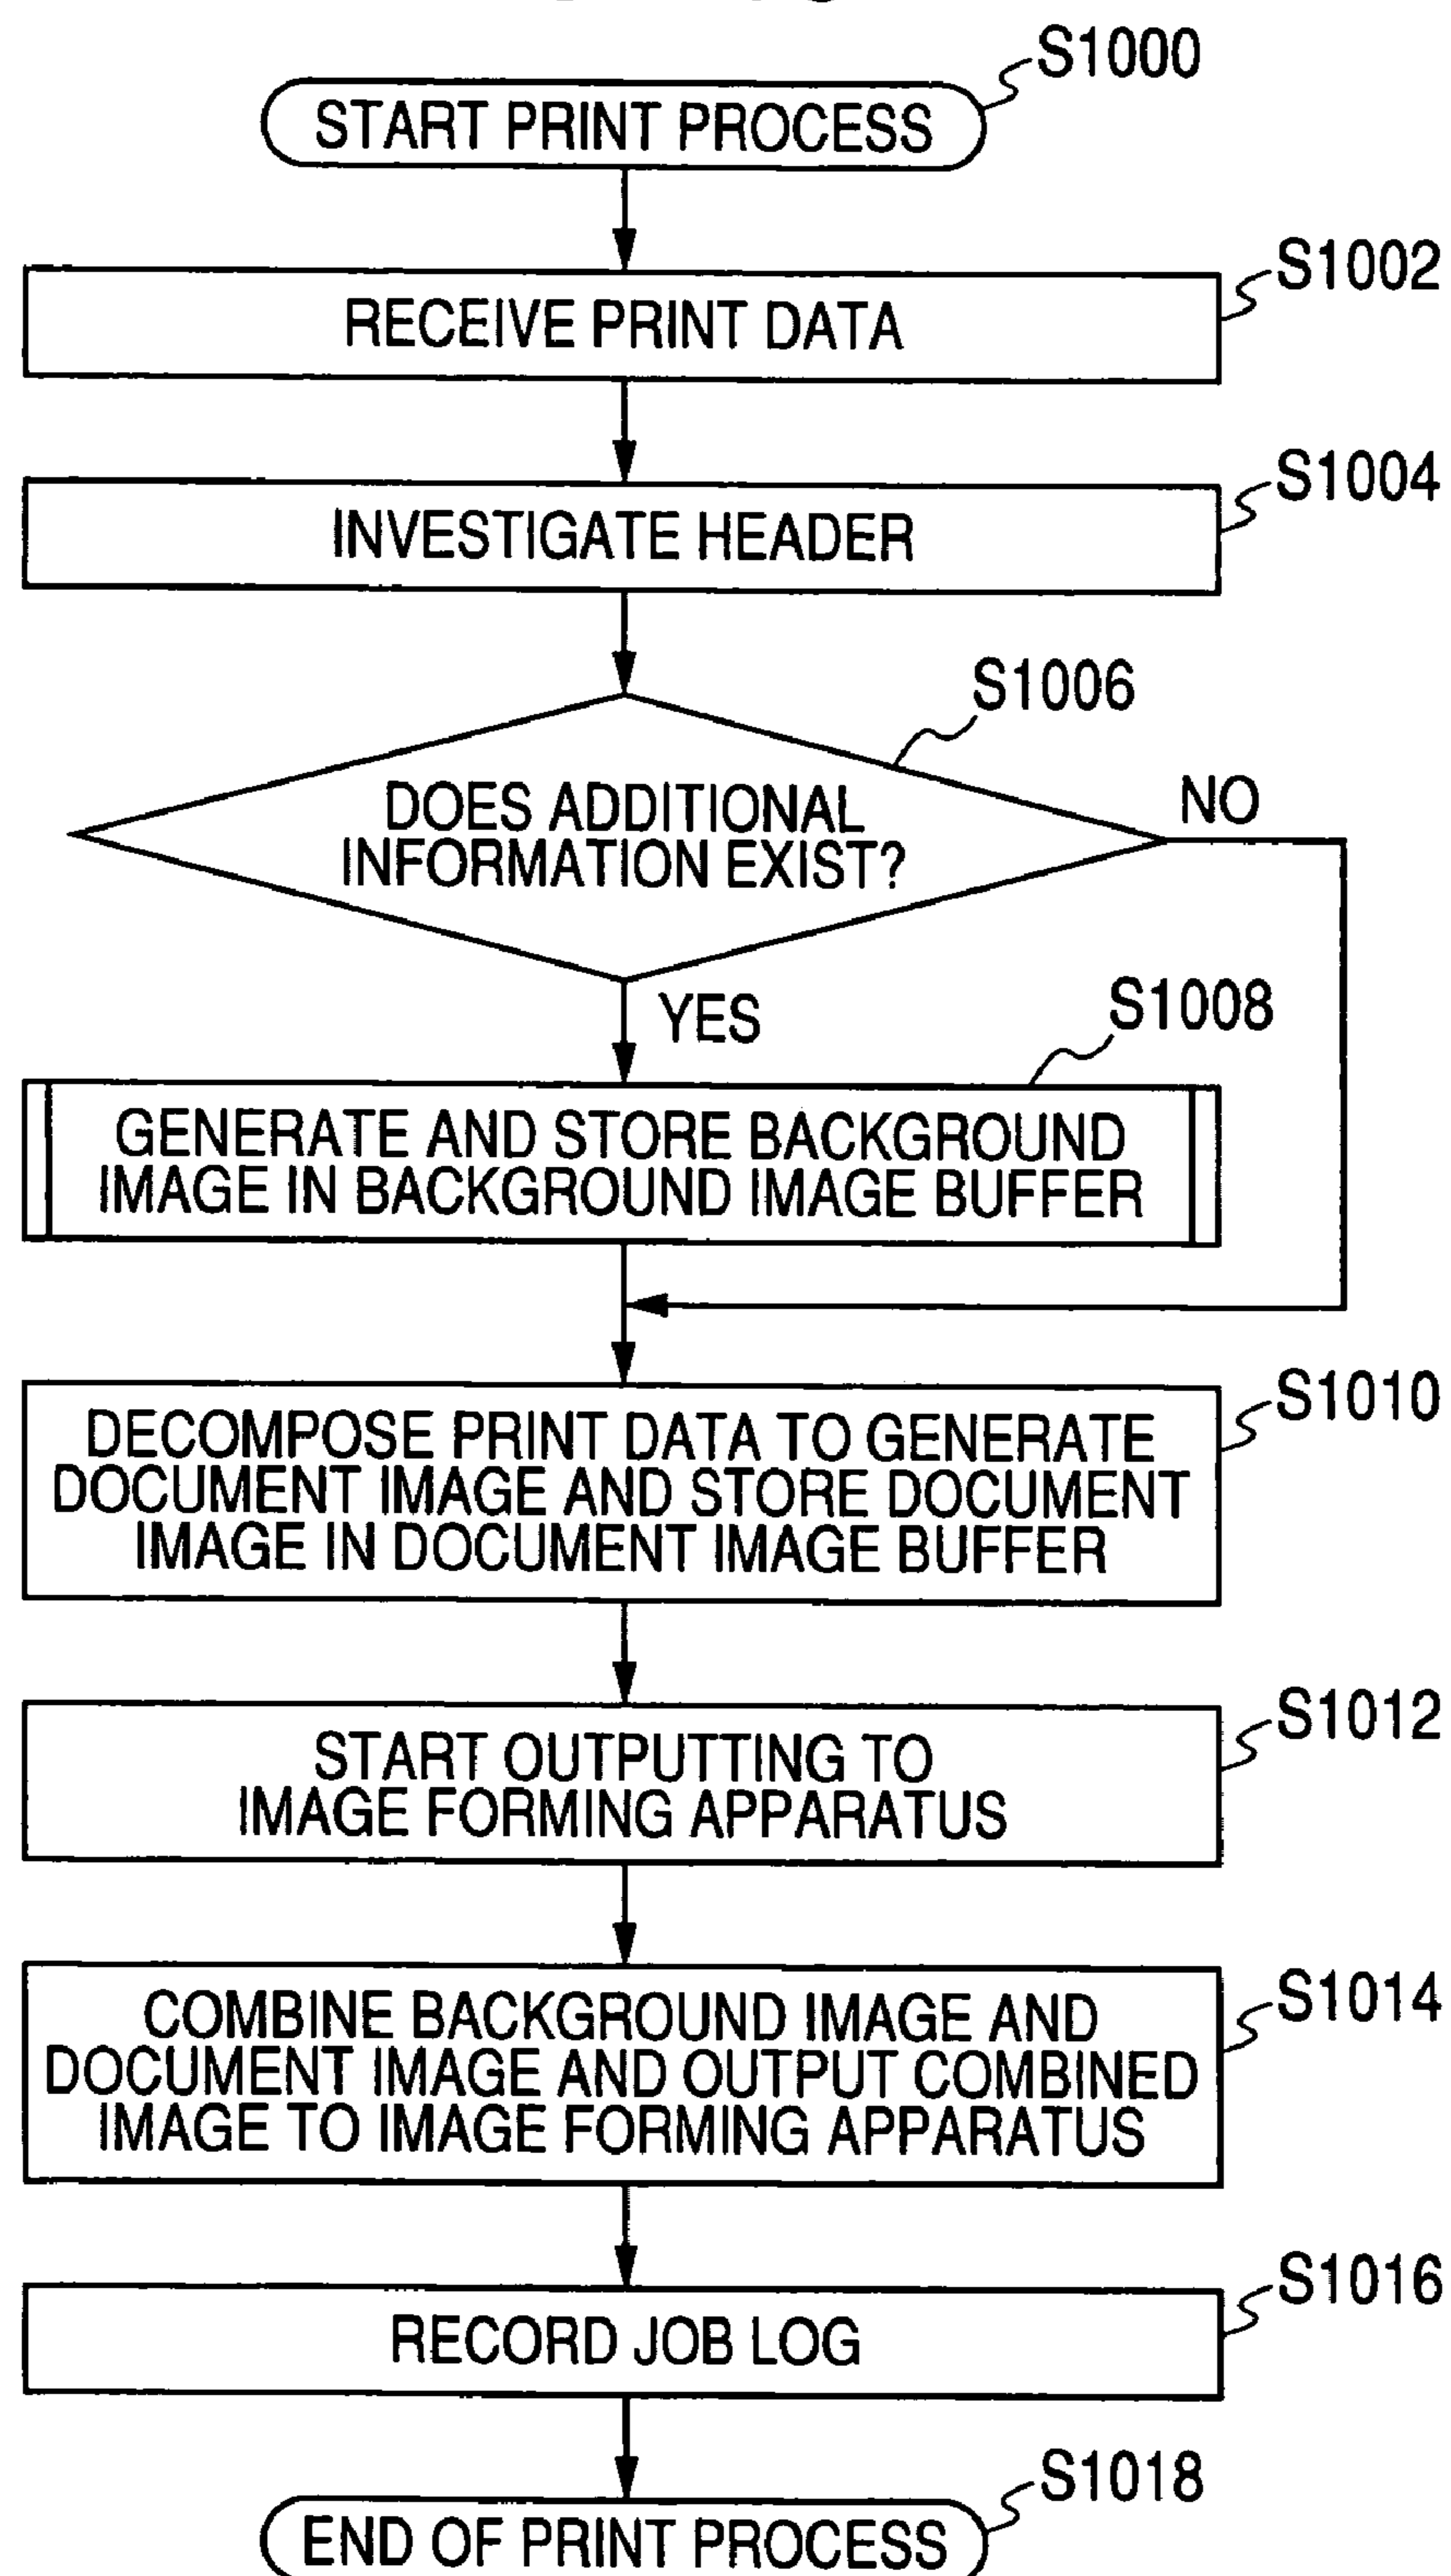 S1000
START PRINT PROCESS
S1002
RECEIVE PRINT DATA
S1004
INVESTIGATE HEADER
S1006
DOES ADDITIONAL
INFORMATION EXIST?
NO
YES
S1008
GENERATE AND STORE BACKGROUND
IMAGE IN BACKGROUND IMAGE BUFFER
S1010
DECOMPOSE PRINT DATA TO GENERATE
DOCUMENT IMAGE AND STORE DOCUMENT
IMAGE IN DOCUMENT IMAGE BUFFER
S1012
START OUTPUTTING TO
IMAGE FORMING APPARATUS
S1014
COMBINE BACKGROUND IMAGE AND
DOCUMENT IMAGE AND OUTPUT COMBINED
IMAGE TO IMAGE FORMING APPARATUS
S1016
RECORD JOB LOG
S1018
END OF PRINT PROCESS